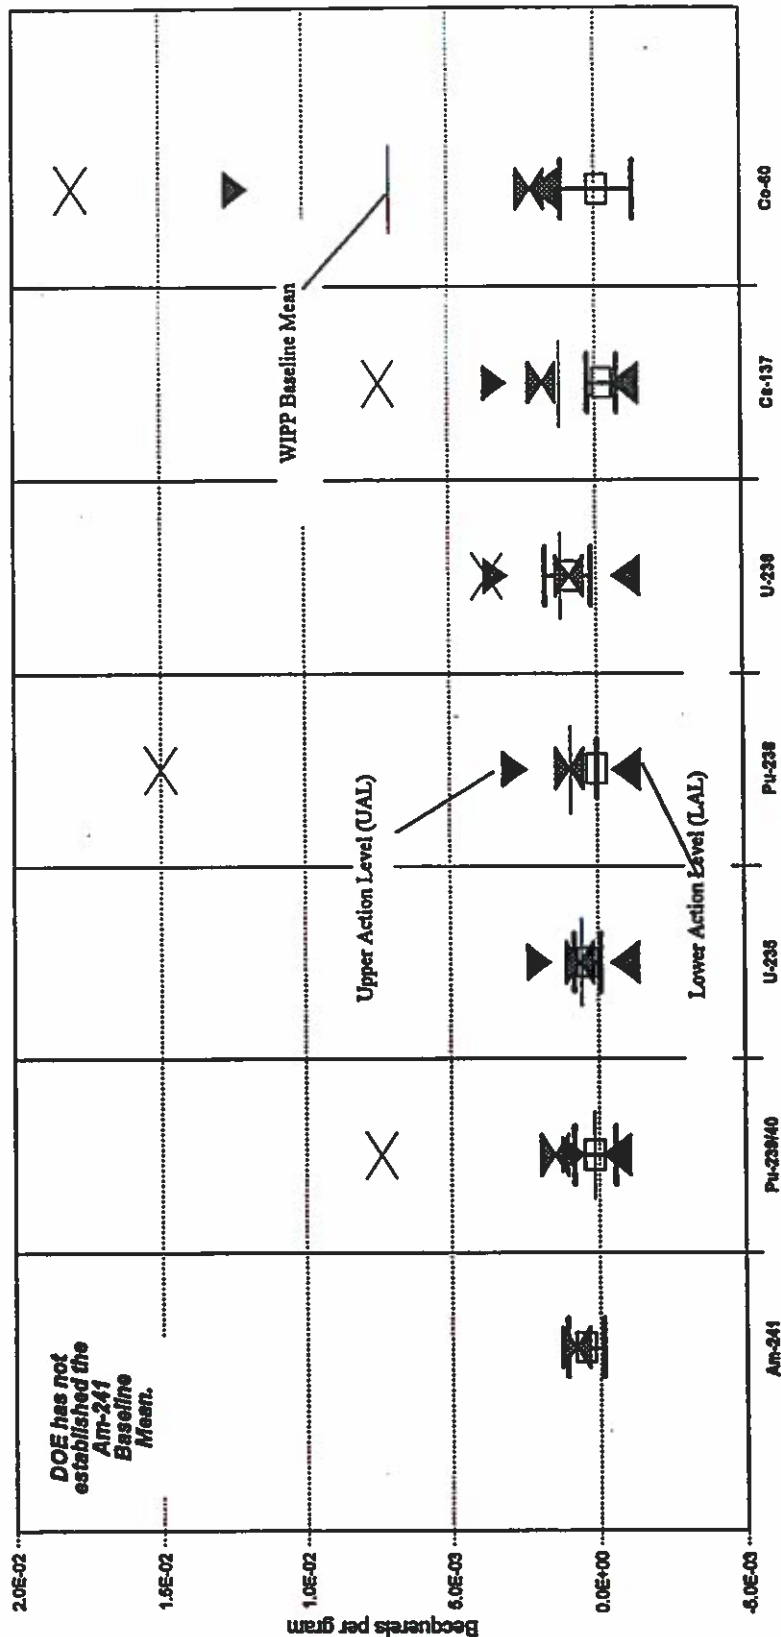 DOE has not
established the
Am-241
Baseline
Mean.
WIPP Baseline Mean
Upper Action Level (UAL)
Lower Action Level (LAL)
Becquerels per gram
2.0E-02
1.5E-02
1.0E-02
5.0E-03
0.0E+00
-5.0E-03
Am-241
Pu-239/40
U-235
Pu-238
U-238
Cs-137
Co-60